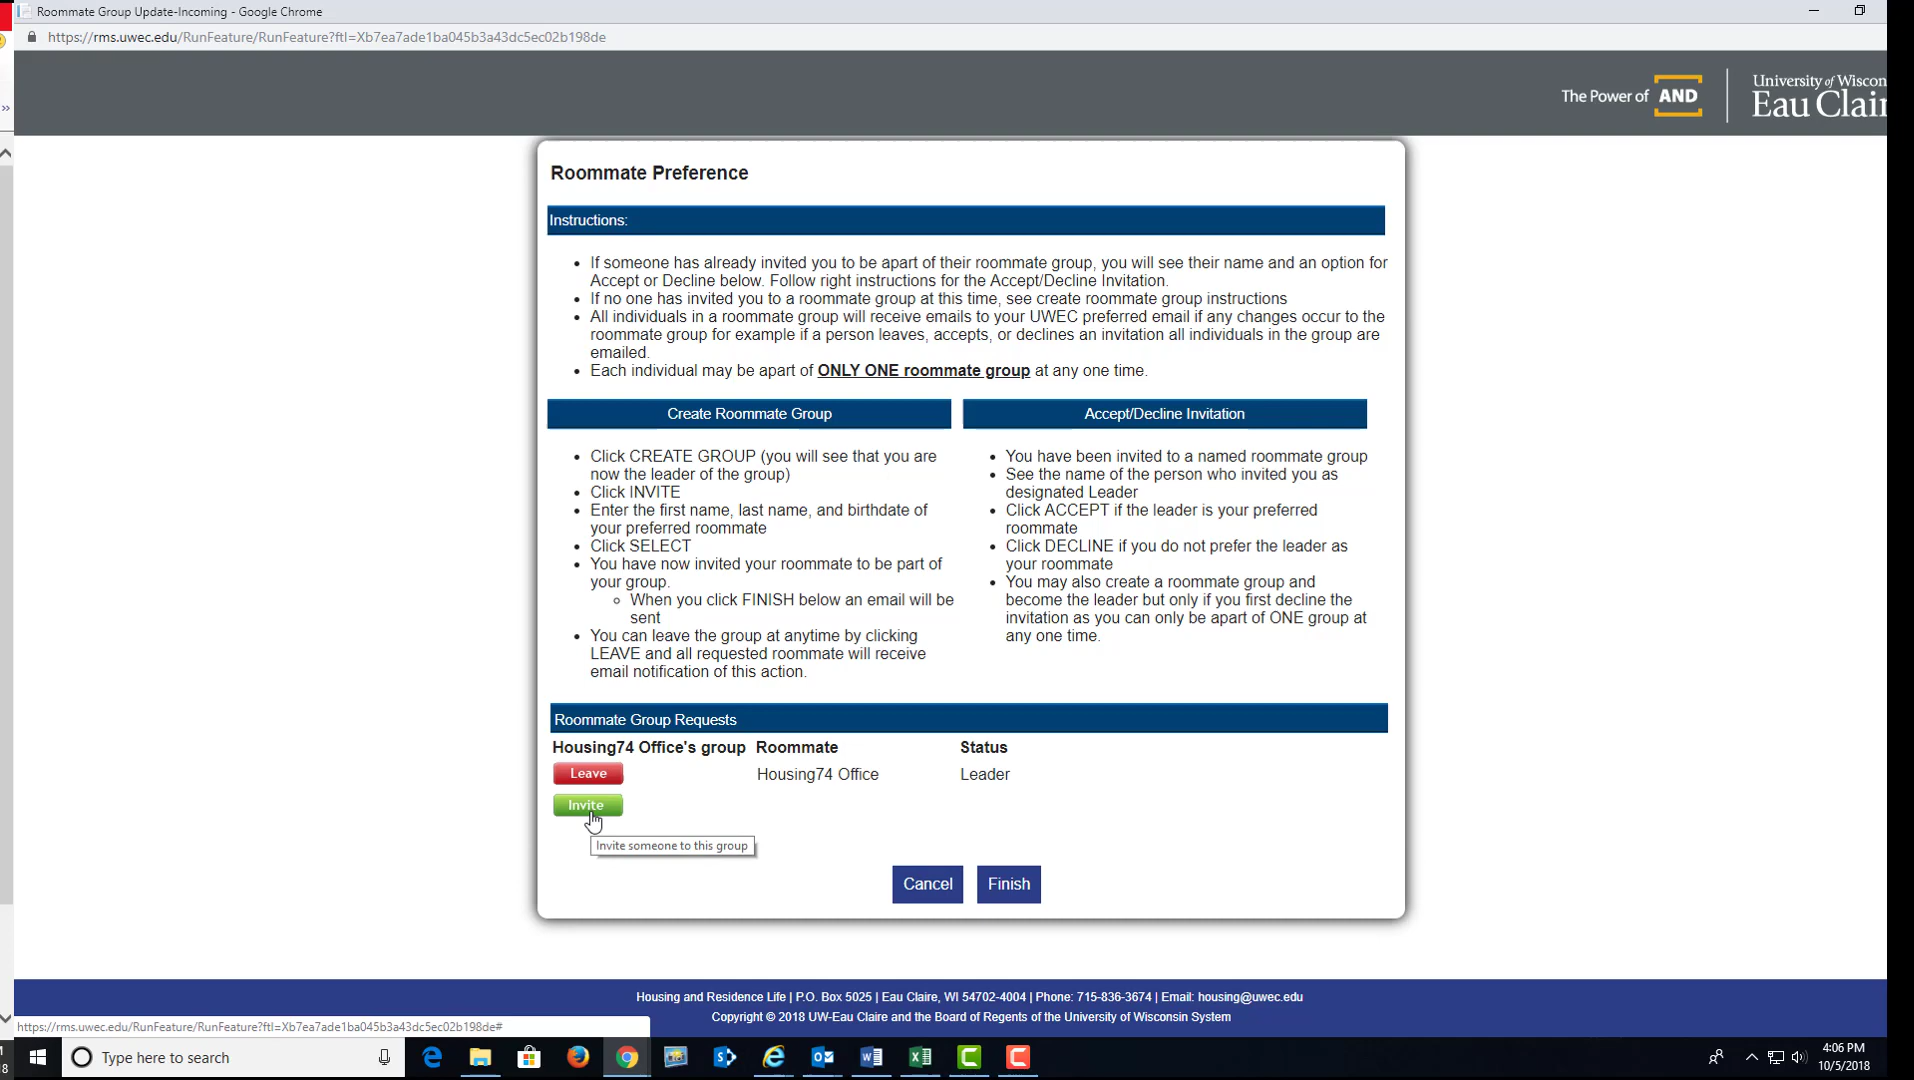 Roommate Group Update-Incoming - Google Chrome
https://rms.uwec.edu/RunFeature/RunFeature?ftl=Xb7ea7ade1ba045b3a43dc5ec02b198de
The Power of AND
University of Wiscon
Eau Clair
Roommate Preference
Instructions:
• If someone has already invited you to be apart of their roommate group, you will see their name and an option for
Accept or Decline below. Follow right instructions for the Accept/Decline Invitation.
• If no one has invited you to a roommate group at this time, see create roommate group instructions
• All individuals in a roommate group will receive emails to your UWEC preferred email if any changes occur to the
roommate group for example if a person leaves, accepts, or declines an invitation all individuals in the group are
emailed.
• Each individual may be apart of ONLY ONE roommate group at any one time.
Create Roommate Group
• Click CREATE GROUP (you will see that you are
now the leader of the group)
• Click INVITE
• Enter the first name, last name, and birthdate of
your preferred roommate
• Click SELECT
• You have now invited your roommate to be part of
your group.
◦ When you click FINISH below an email will be
sent
• You can leave the group at anytime by clicking
LEAVE and all requested roommate will receive
email notification of this action.
Accept/Decline Invitation
• You have been invited to a named roommate group
• See the name of the person who invited you as
designated Leader
• Click ACCEPT if the leader is your preferred
roommate
• Click DECLINE if you do not prefer the leader as
your roommate
• You may also create a roommate group and
become the leader but only if you first decline the
invitation as you can only be apart of ONE group at
any one time.
Roommate Group Requests
Housing74 Office's group Roommate Status
Leave Housing74 Office Leader
Invite
Invite someone to this group
Cancel Finish
Housing and Residence Life | P.O. Box 5025 | Eau Claire, WI 54702-4004 | Phone: 715-836-3674 | Email: housing@uwec.edu
Copyright © 2018 UW-Eau Claire and the Board of Regents of the University of Wisconsin System
https://rms.uwec.edu/RunFeature/RunFeature?ftl=Xb7ea7ade1ba045b3a43dc5ec02b198de#
Type here to search
4:06 PM
10/5/2018